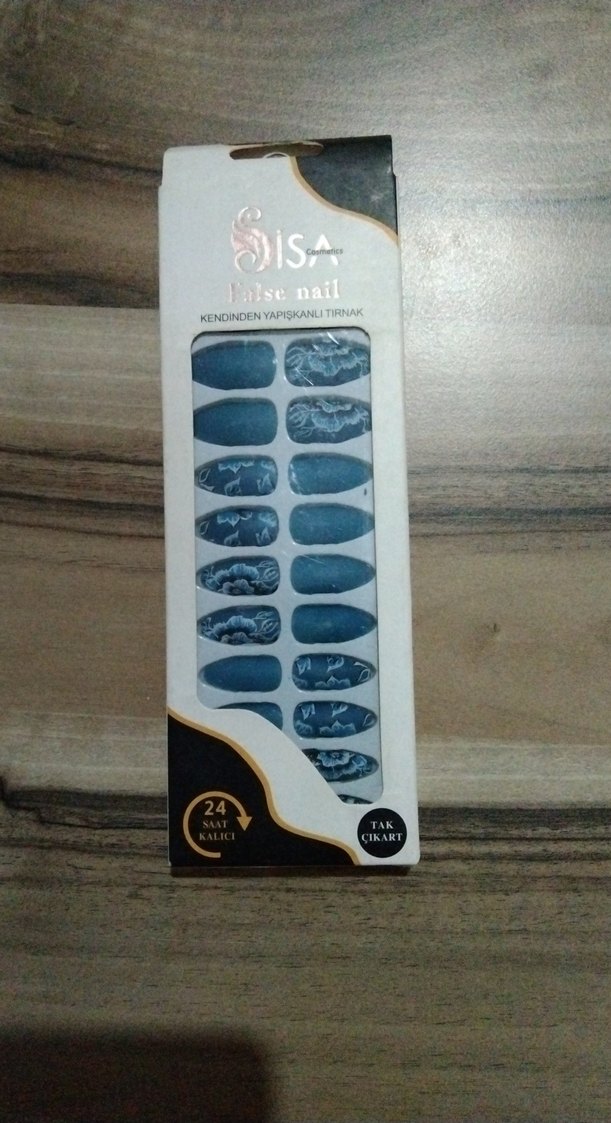 SiSA
Cosmetics
False nail
KENDİNDEN YAPIŞKANLI TIRNAK
24
SAAT
KALICI
TAK
ÇIKART